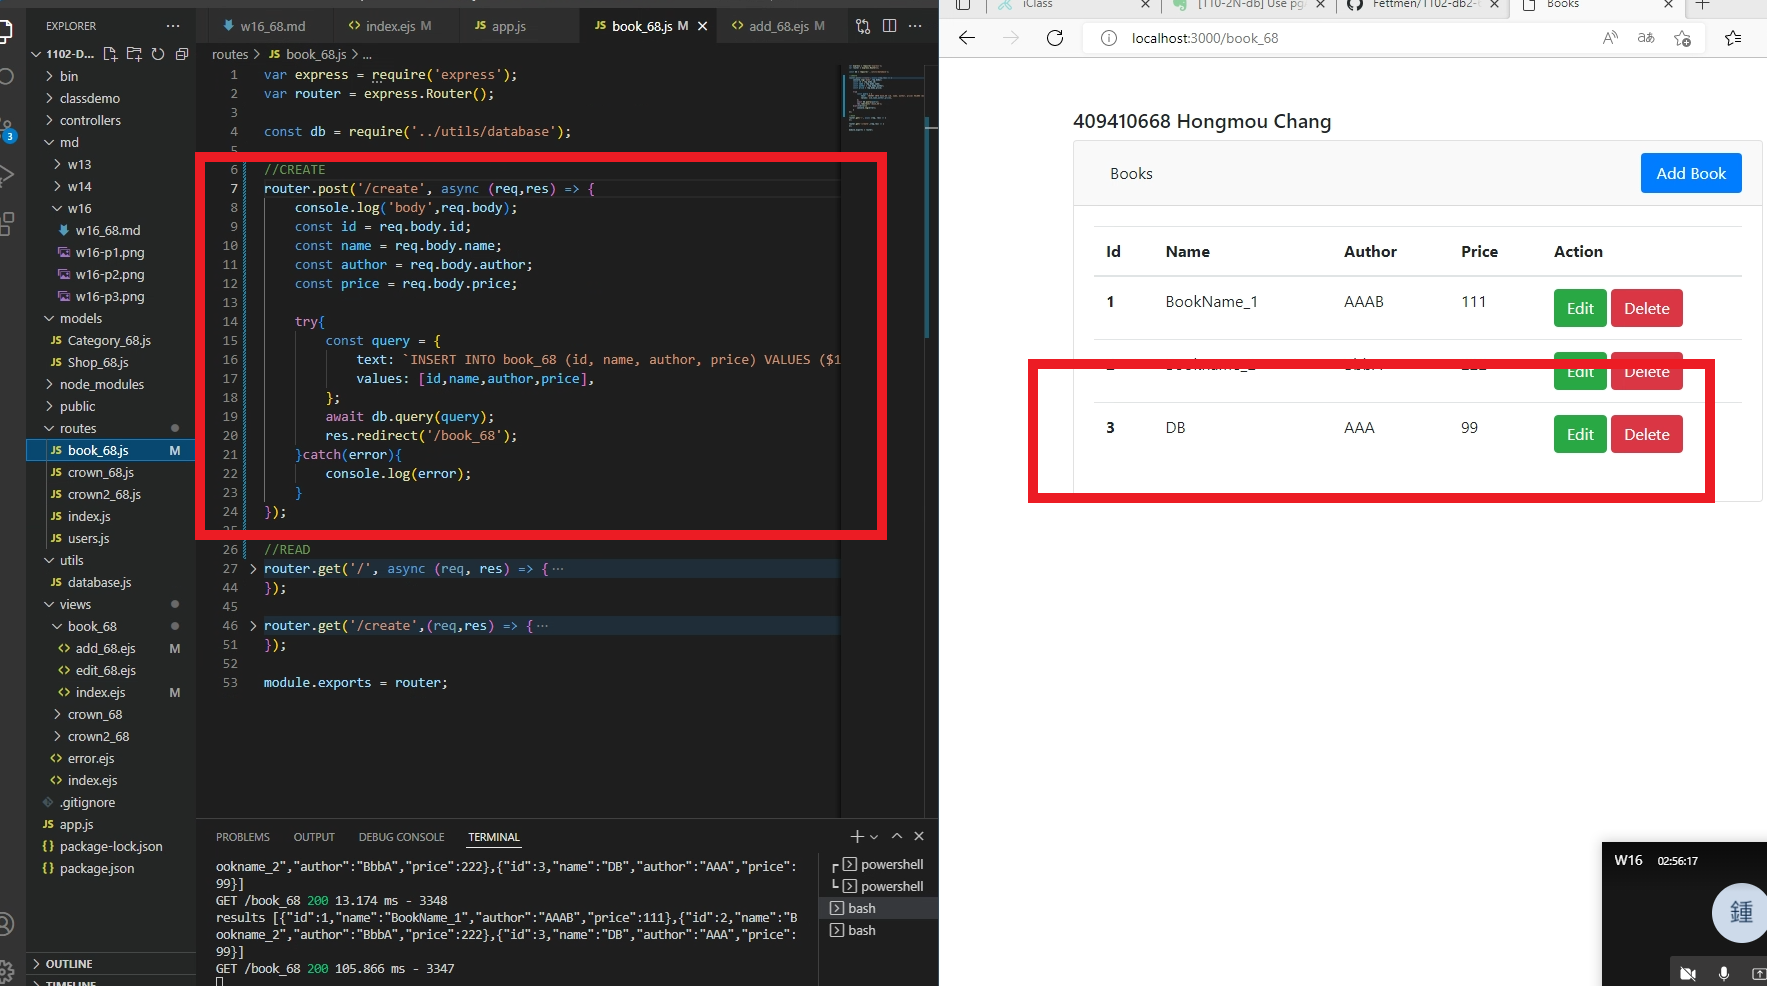 EXPLORER
1102-D...
bin
classdemo
controllers
md
w13
w14
w16
w16_68.md
w16-p1.png
w16-p2.png
w16-p3.png
models
Category_68.js
Shop_68.js
node_modules
public
routes
book_68.js M
crown_68.js
crown2_68.js
index.js
users.js
utils
database.js
views
book_68
add_68.ejs M
edit_68.ejs
index.ejs M
crown_68
crown2_68
error.ejs
index.ejs
.gitignore
app.js
package-lock.json
package.json
OUTLINE
TIMELINE
3
w16_68.md
index.ejs M
app.js
book_68.js M
add_68.ejs M
routes > JS book_68.js > ...
1 var express = require('express');
2 var router = express.Router();
3
4 const db = require('../utils/database');
5
6 //CREATE
7 router.post('/create', async (req,res) => {
8 console.log('body',req.body);
9 const id = req.body.id;
10 const name = req.body.name;
11 const author = req.body.author;
12 const price = req.body.price;
13
14 try{
15 const query = {
16 text: `INSERT INTO book_68 (id, name, author, price) VALUES ($1
17 values: [id,name,author,price],
18 };
19 await db.query(query);
20 res.redirect('/book_68');
21 }catch(error){
22 console.log(error);
23 }
24 });
25
26 //READ
27 router.get('/', async (req, res) => { ...
44 });
45
46 router.get('/create',(req,res) => { ...
51 });
52
53 module.exports = router;
PROBLEMS OUTPUT DEBUG CONSOLE TERMINAL
ookname_2","author":"BbbA","price":222},{"id":3,"name":"DB","author":"AAA","price":
99}]
GET /book_68 200 13.174 ms - 3348
results [{"id":1,"name":"BookName_1","author":"AAAB","price":111},{"id":2,"name":"B
ookname_2","author":"BbbA","price":222},{"id":3,"name":"DB","author":"AAA","price":
99}]
GET /book_68 200 105.866 ms - 3347
powershell
powershell
bash
bash
iClass
[110-2N-db] Use pg
Fettmen/1102-db2-
Books
localhost:3000/book_68
409410668 Hongmou Chang
Books
Add Book
Id Name Author Price Action
1 BookName_1 AAAB 111 Edit Delete
Edit Delete
3 DB AAA 99 Edit Delete
W16 02:56:17
鍾